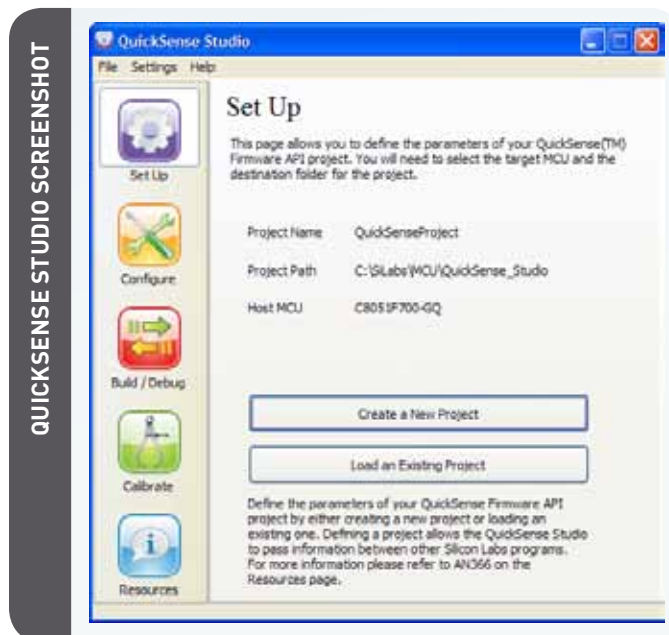 QUICKSENSE STUDIO SCREENSHOT
QuickSense Studio
File Settings Help
Set Up
Configure
Build / Debug
Calibrate
Resources
Set Up
This page allows you to define the parameters of your QuickSense(TM)
Firmware API project. You will need to select the target MCU and the
destination folder for the project.
Project Name QuickSenseProject
Project Path C:\SiLabs\MCU\QuickSense_Studio
Host MCU C8051F700-GQ
Create a New Project
Load an Existing Project
Define the parameters of your QuickSense Firmware API
project by either creating a new project or loading an
existing one. Defining a project allows the QuickSense Studio
to pass information between other Silicon Labs programs.
For more information please refer to AN366 on the
Resources page.